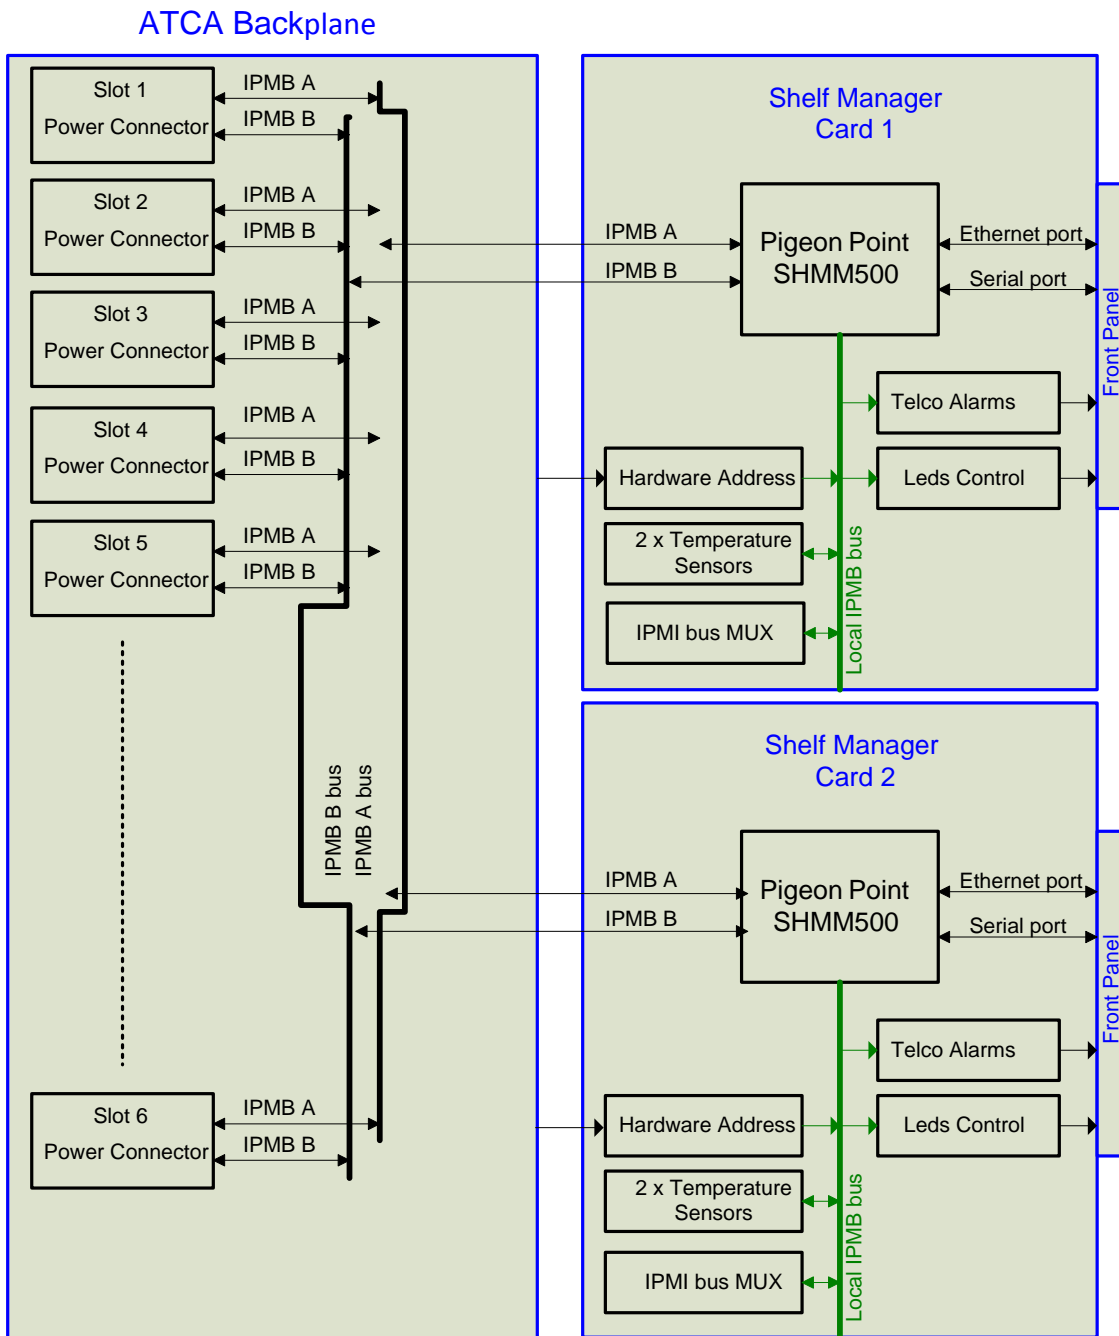 ATCA Backplane
Slot 1
Power Connector
IPMB A
IPMB B
Slot 2
Power Connector
IPMB A
IPMB B
Slot 3
Power Connector
IPMB A
IPMB B
Slot 4
Power Connector
IPMB A
IPMB B
Slot 5
Power Connector
IPMB A
IPMB B
IPMB B bus
IPMB A bus
Slot 6
Power Connector
IPMB A
IPMB B
Shelf Manager
Card 1
IPMB A
IPMB B
Pigeon Point
SHMM500
Ethernet port
Serial port
Front Panel
Telco Alarms
Hardware Address
Leds Control
2 x Temperature
Sensors
IPMI bus MUX
Local IPMB bus
Shelf Manager
Card 2
IPMB A
IPMB B
Pigeon Point
SHMM500
Ethernet port
Serial port
Front Panel
Telco Alarms
Hardware Address
Leds Control
2 x Temperature
Sensors
IPMI bus MUX
Local IPMB bus